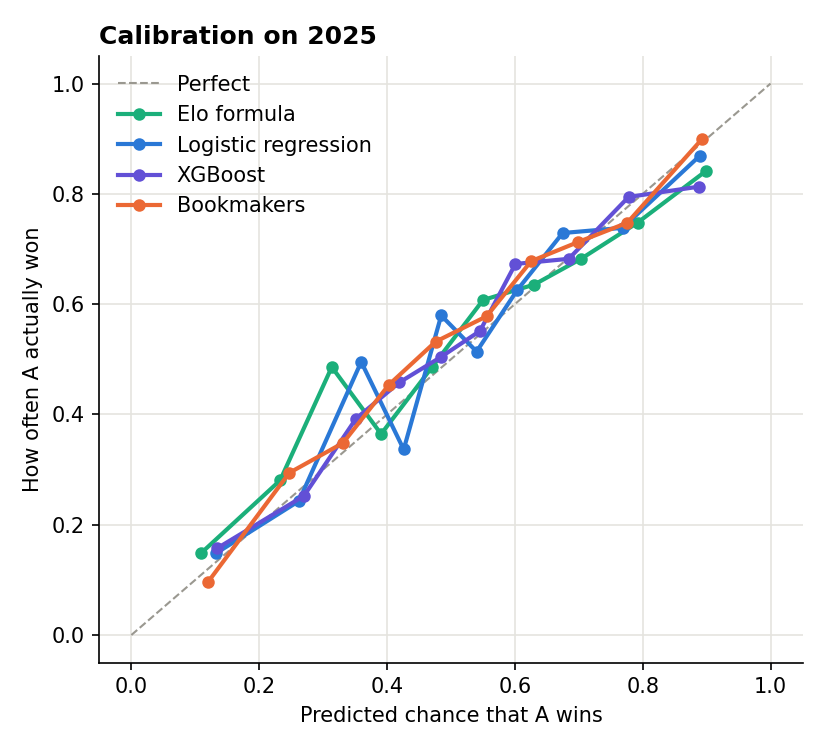 Calibration on 2025
Perfect
Elo formula
Logistic regression
XGBoost
Bookmakers
1.0
0.8
0.6
0.4
0.2
0.0
How often A actually won
0.0 0.2 0.4 0.6 0.8 1.0
Predicted chance that A wins